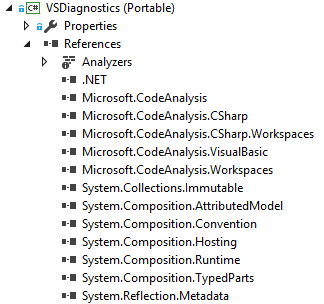 C# VSDiagnostics (Portable)
Properties
References
Analyzers
.NET
Microsoft.CodeAnalysis
Microsoft.CodeAnalysis.CSharp
Microsoft.CodeAnalysis.CSharp.Workspaces
Microsoft.CodeAnalysis.VisualBasic
Microsoft.CodeAnalysis.Workspaces
System.Collections.Immutable
System.Composition.AttributedModel
System.Composition.Convention
System.Composition.Hosting
System.Composition.Runtime
System.Composition.TypedParts
System.Reflection.Metadata